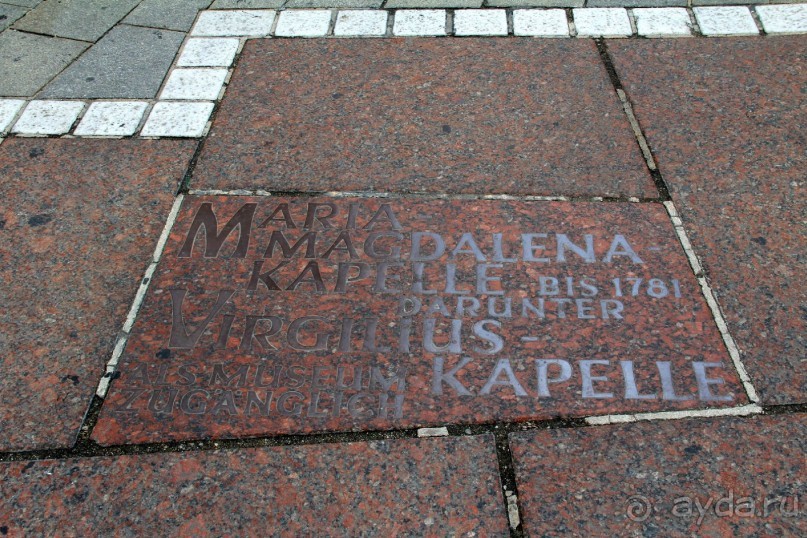 MARIA-
MAGDALENA-
KAPELLE BIS 1781
DARUNTER
VIRGILIUS-
KAPELLE
ALS MUSEUM
ZUGÄNGLICH
ayda.ru